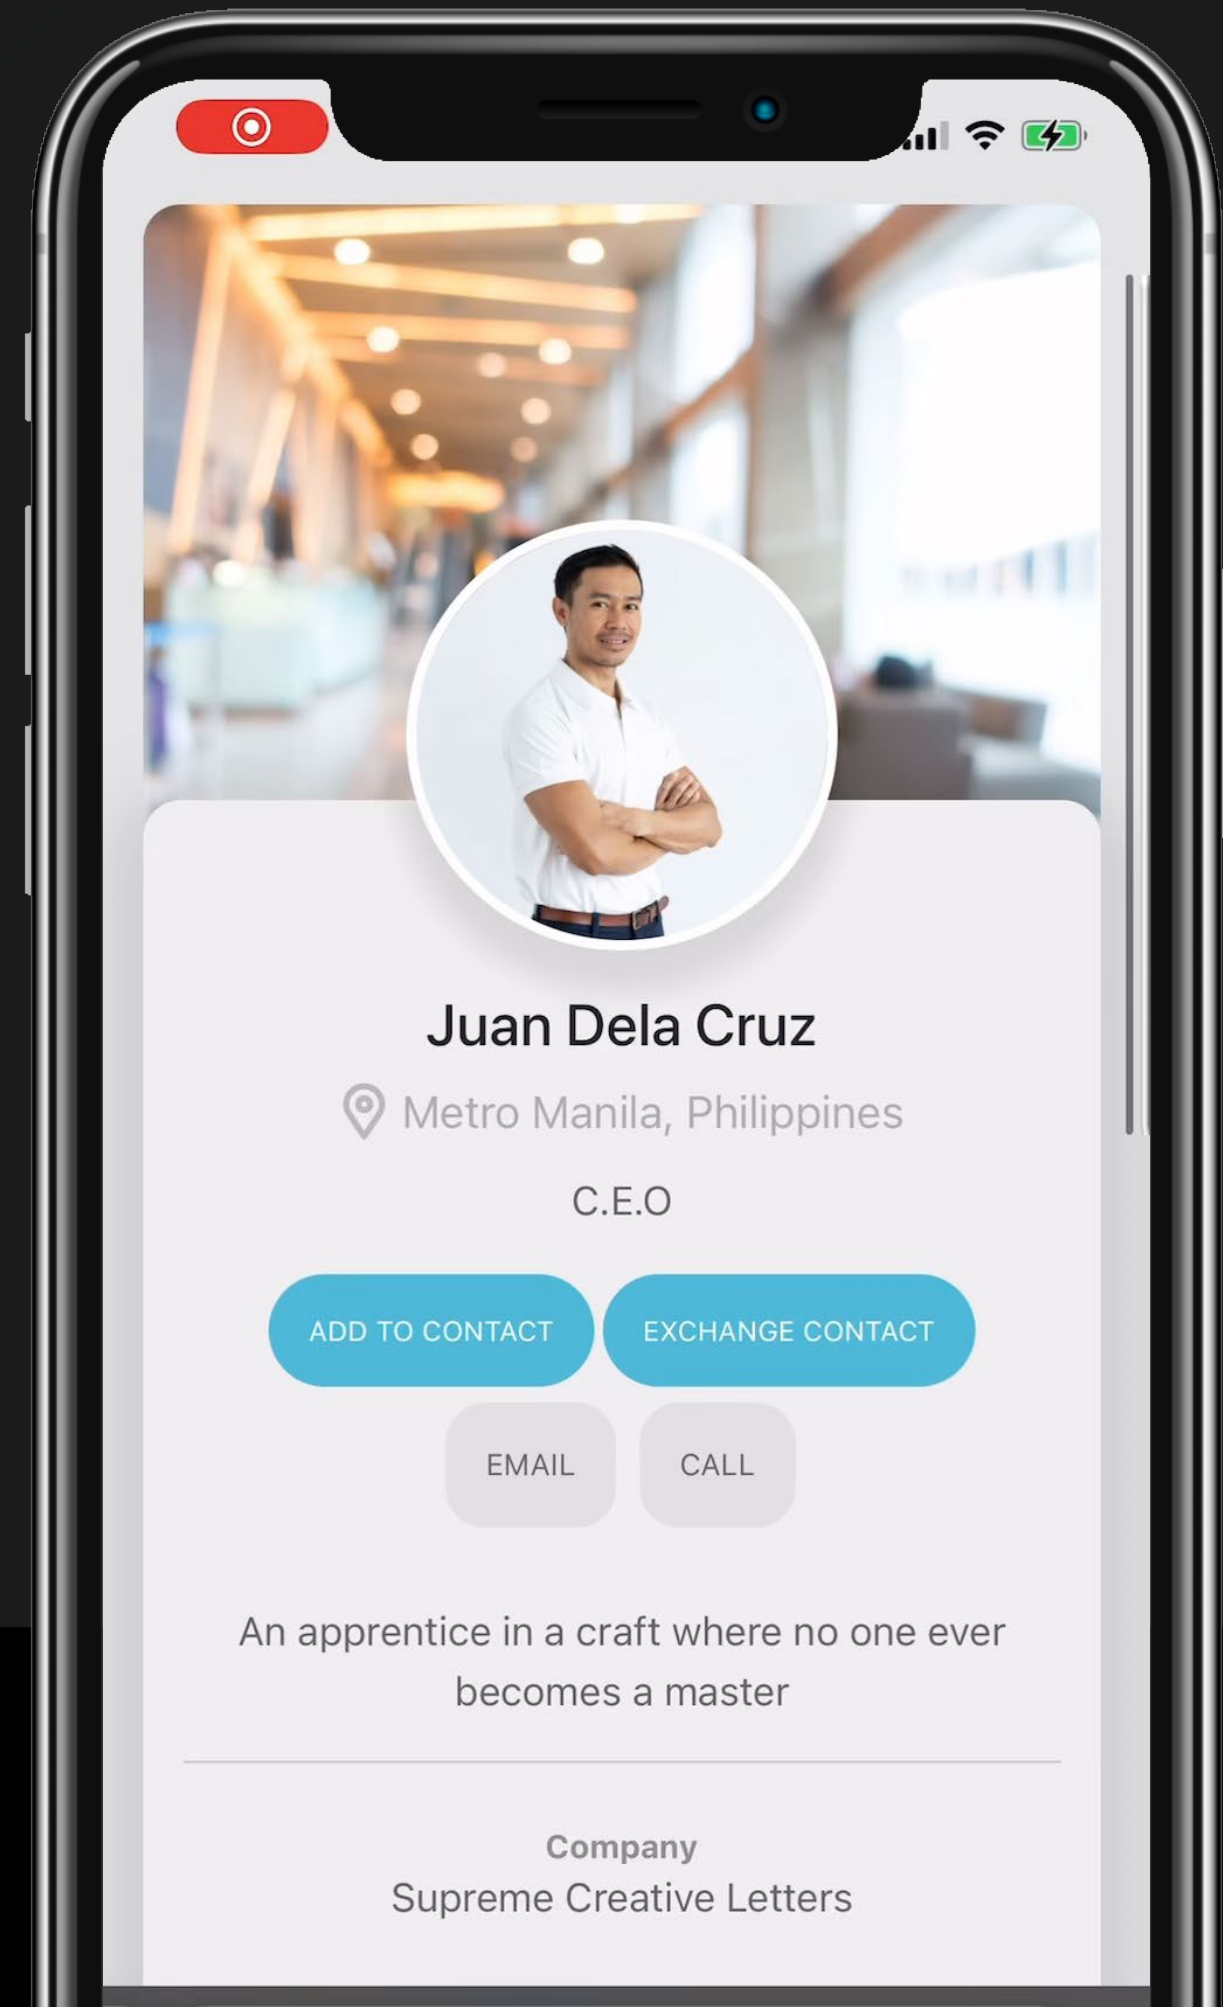 Juan Dela Cruz
Metro Manila, Philippines
C.E.O
ADD TO CONTACT
EXCHANGE CONTACT
EMAIL
CALL
An apprentice in a craft where no one ever
becomes a master
Company
Supreme Creative Letters